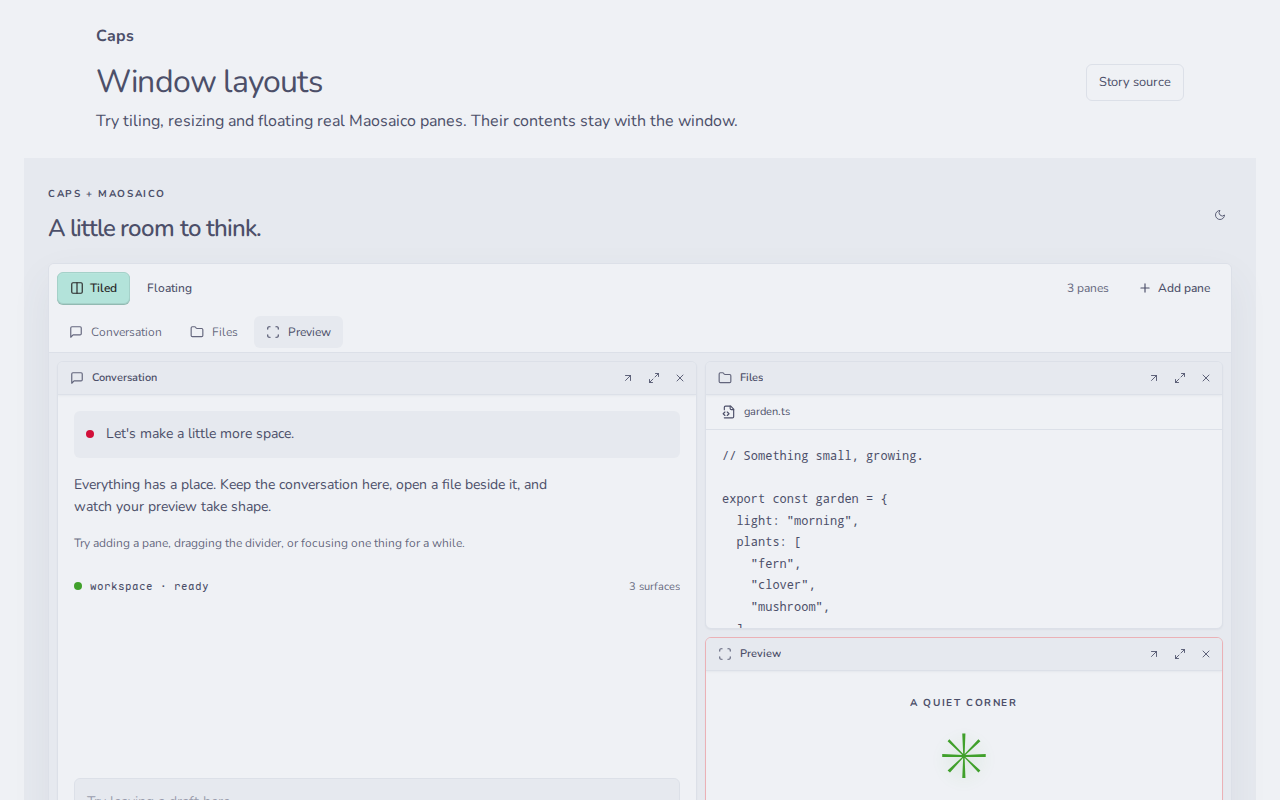 Caps
Window layouts
Story source
Try tiling, resizing and floating real Maosaico panes. Their contents stay with the window.
CAPS + MAOSAICO
A little room to think.
Tiled
Floating
3 panes
Add pane
Conversation
Files
Preview
Conversation
Let's make a little more space.
Everything has a place. Keep the conversation here, open a file beside it, and
watch your preview take shape.
Try adding a pane, dragging the divider, or focusing one thing for a while.
workspace · ready
3 surfaces
Try leaving a draft here
Files
garden.ts
// Something small, growing.
export const garden = {
light: "morning",
plants: [
"fern",
"clover",
"mushroom",
Preview
A QUIET CORNER